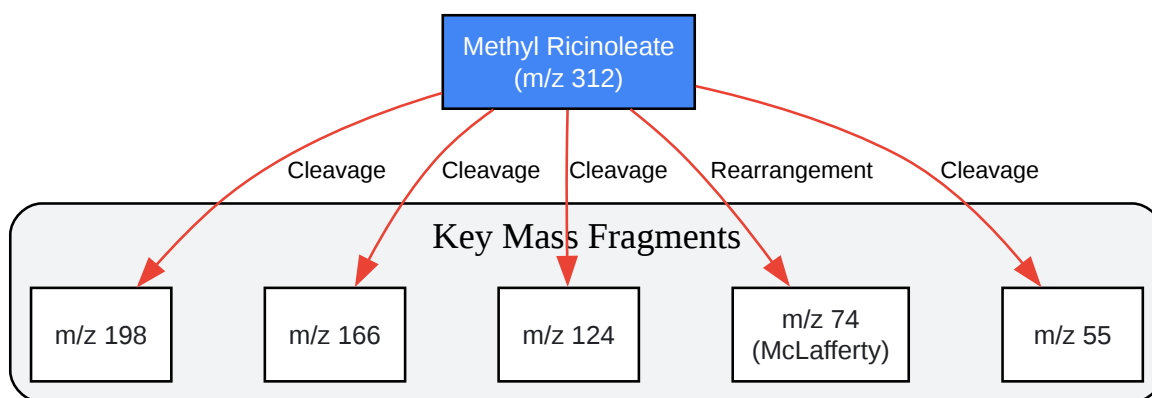 Methyl Ricinoleate
(m/z 312)
Cleavage
Cleavage
Cleavage
Rearrangement
Cleavage
Key Mass Fragments
m/z 198
m/z 166
m/z 124
m/z 74
(McLafferty)
m/z 55